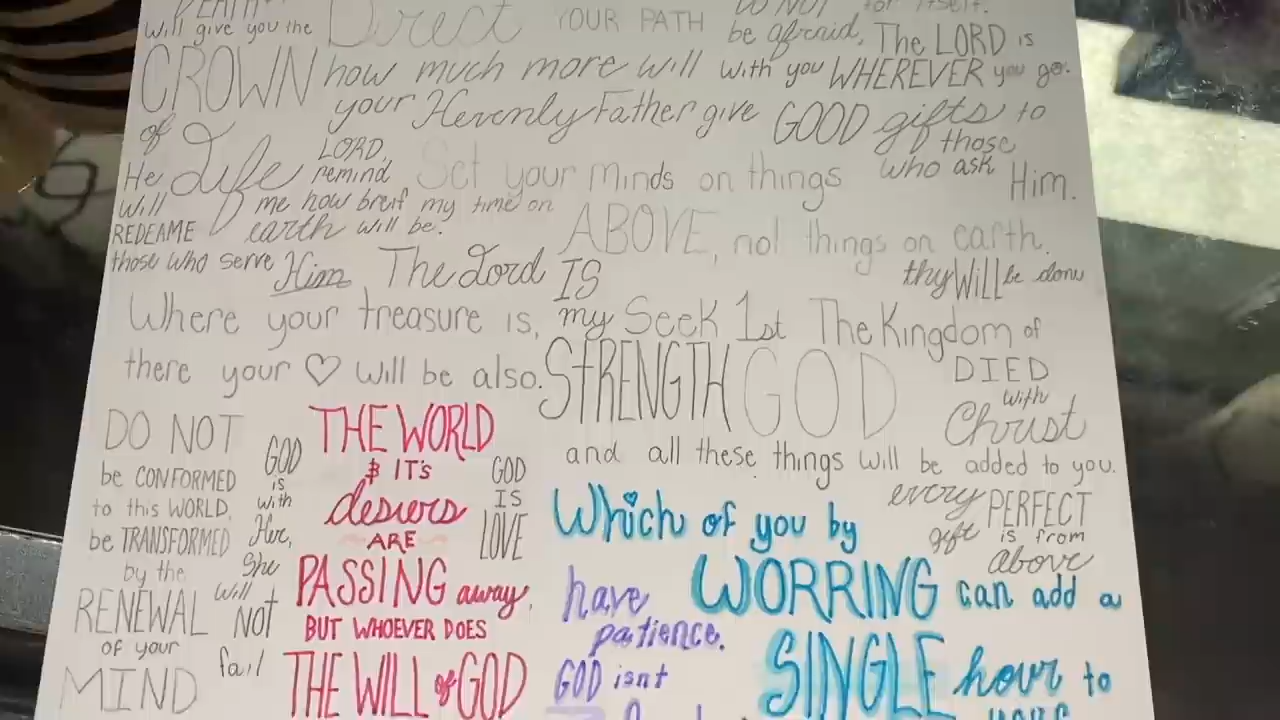 DEATH
will give you the
CROWN
of
Life
Direct YOUR PATH
DO NOT
be afraid, The LORD is
with you WHEREVER you go.
for itself.
how much more will
your Hevenly Father give GOOD gifts to
those
who ask
Him.
He
Will
REDEAME
those who serve Him
LORD,
remind
me how breif my time on
earth will be.
Set your minds on things
ABOVE, not things on earth.
The Lord IS
my
STRENGTH
thy Will be done
Where your treasure is,
there your ♡ will be also.
Seek 1st The Kingdom of
GOD
and all these things will be added to you.
DIED
with
Christ
DO NOT
be CONFORMED
to this WORLD,
be TRANSFORMED
by the
RENEWAL
of your
MIND
GOD
is
with
Her,
She
will
NOT
fail
THE WORLD
& IT'S
desiers
ARE
PASSING away,
BUT WHOEVER DOES
THE WILL of GOD
GOD
IS
LOVE
every PERFECT
gift is from
above
Which of you by
WORRING can add a
SINGLE hour to
have
patience.
GOD isnt